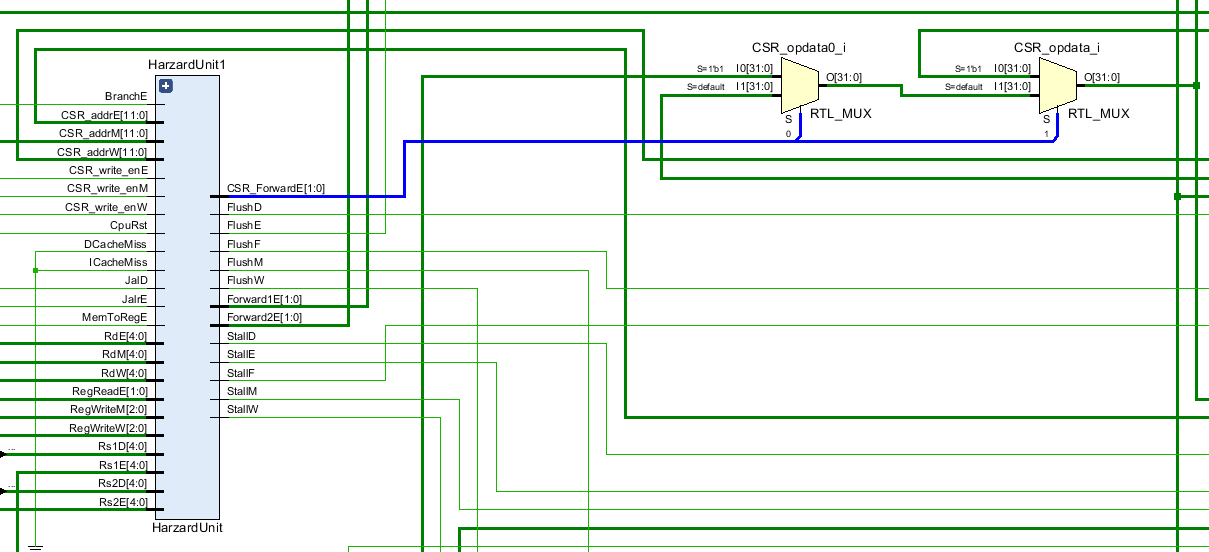 HarzardUnit1
BranchE
CSR_addrE[11:0]
CSR_addrM[11:0]
CSR_addrW[11:0]
CSR_write_enE
CSR_write_enM
CSR_write_enW
CpuRst
DCacheMiss
ICacheMiss
JalD
JalrE
MemToRegE
RdE[4:0]
RdM[4:0]
RdW[4:0]
RegReadE[1:0]
RegWriteM[2:0]
RegWriteW[2:0]
... Rs1D[4:0]
Rs1E[4:0]
... Rs2D[4:0]
Rs2E[4:0]
CSR_ForwardE[1:0]
FlushD
FlushE
FlushF
FlushM
FlushW
Forward1E[1:0]
Forward2E[1:0]
StallD
StallE
StallF
StallM
StallW
HarzardUnit
CSR_opdata0_i
S=1'b1 I0[31:0]
S=default I1[31:0]
O[31:0]
S
0
RTL_MUX
CSR_opdata_i
S=1'b1 I0[31:0]
S=default I1[31:0]
O[31:0]
S
1
RTL_MUX